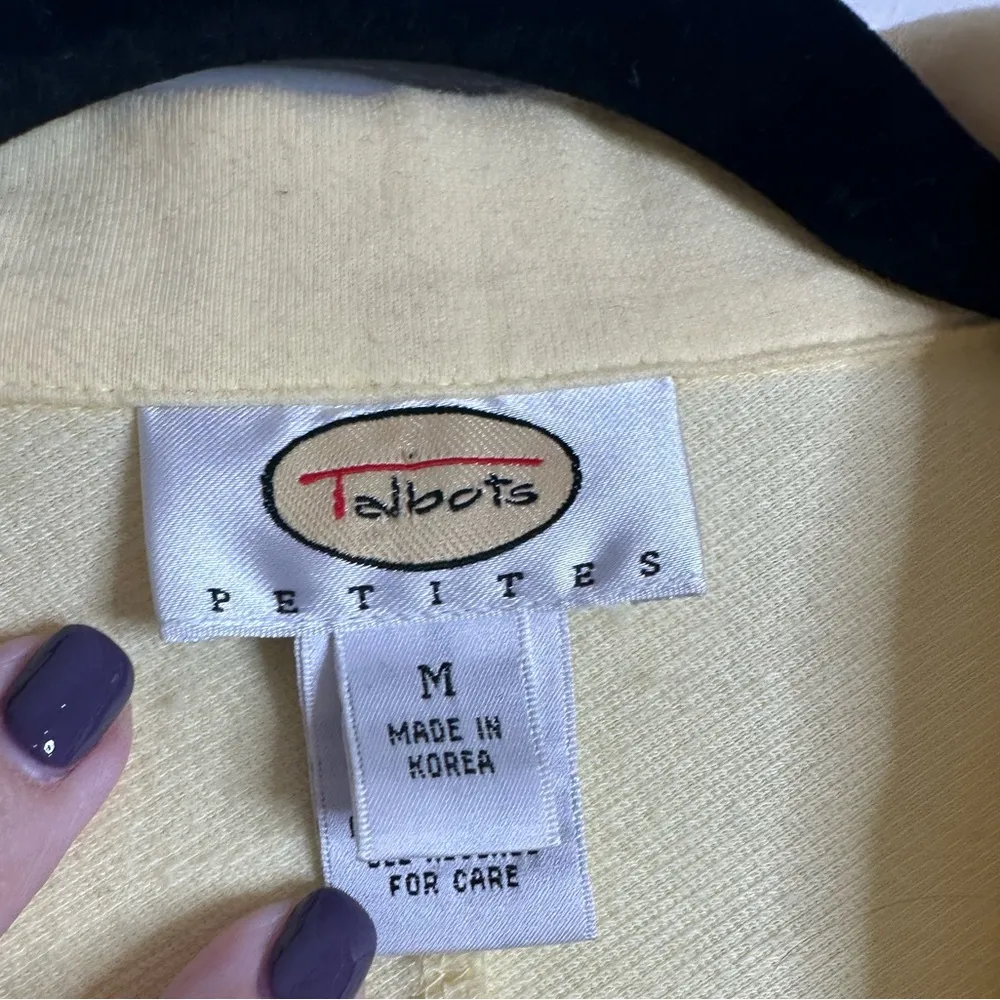 Talbots
PETITES
M
MADE IN
KOREA
FOR CARE